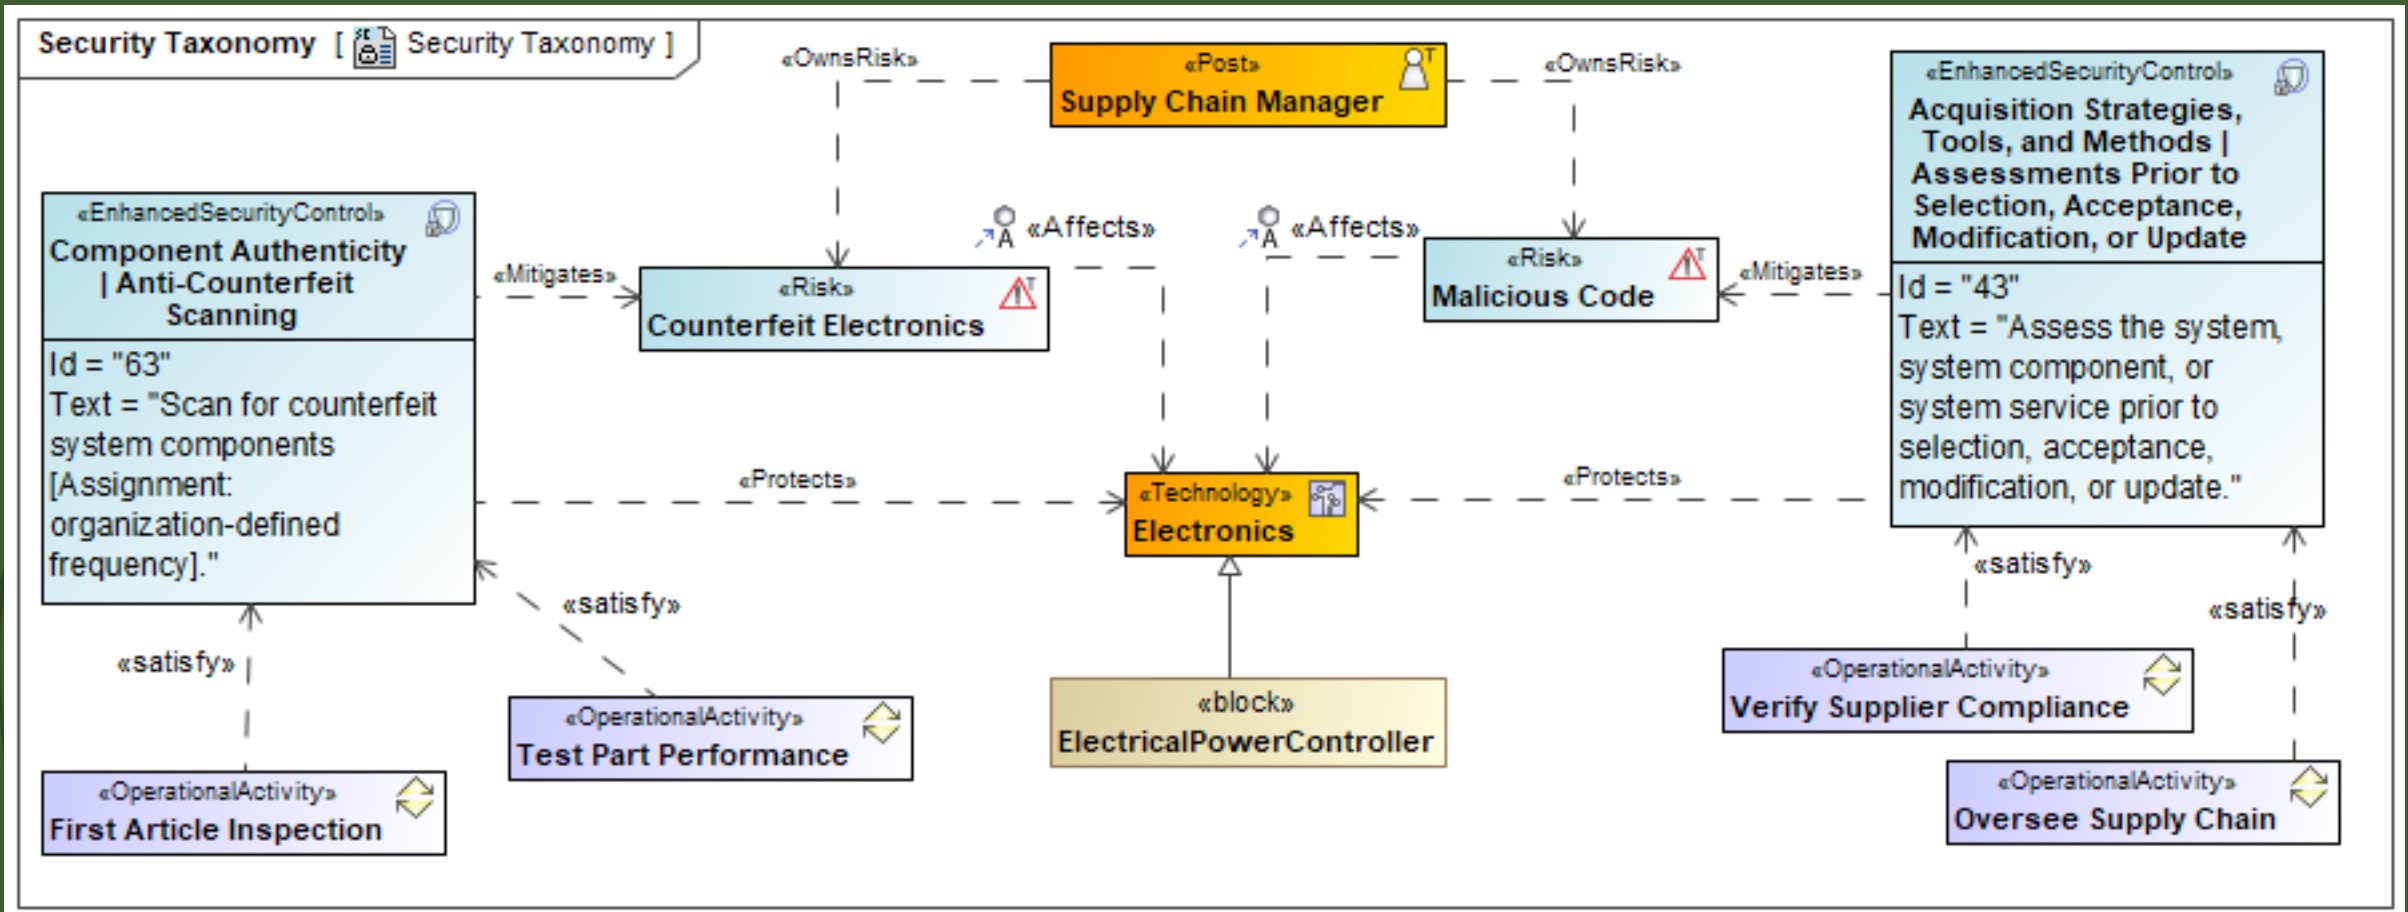 Security Taxonomy [ Security Taxonomy ]
«OwnsRisk»
«Post»
Supply Chain Manager
«OwnsRisk»
«EnhancedSecurityControl»
Acquisition Strategies,
Tools, and Methods |
Assessments Prior to
Selection, Acceptance,
Modification, or Update
Id = "43"
Text = "Assess the system,
system component, or
system service prior to
selection, acceptance,
modification, or update."
«EnhancedSecurityControl»
Component Authenticity
| Anti-Counterfeit
Scanning
Id = "63"
Text = "Scan for counterfeit
system components
[Assignment:
organization-defined
frequency]."
«Mitigates»
«Risk»
Counterfeit Electronics
«Affects»
«Affects»
«Risk»
Malicious Code
«Mitigates»
«Protects»
«Technology»
Electronics
«Protects»
«satisfy»
«satisfy»
«satisfy»
«satisfy»
«OperationalActivity»
First Article Inspection
«OperationalActivity»
Test Part Performance
«block»
ElectricalPowerController
«OperationalActivity»
Verify Supplier Compliance
«OperationalActivity»
Oversee Supply Chain